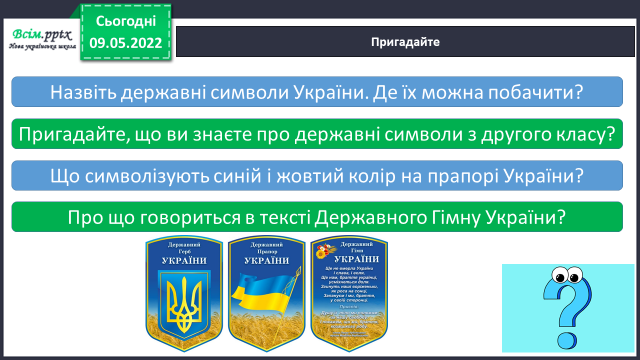 Всім.pptx
Нова українська школа
Сьогодні
09.05.2022
Пригадайте
Назвіть державні символи України. Де їх можна побачити?
Пригадайте, що ви знаєте про державні символи з другого класу?
Що символізують синій і жовтий колір на прапорі України?
Про що говориться в тексті Державного Гімну України?
Державний
Герб
УКРАЇНИ
Державний
Прапор
УКРАЇНИ
Державний
Гімн
УКРАЇНИ
Ще не вмерла України
і слава, і воля,
Ще нам, браття українці,
усміхнеться доля.
Згинуть наші воріженьки,
як роса на сонці,
Запануєм і ми, браття,
у своїй сторонці.